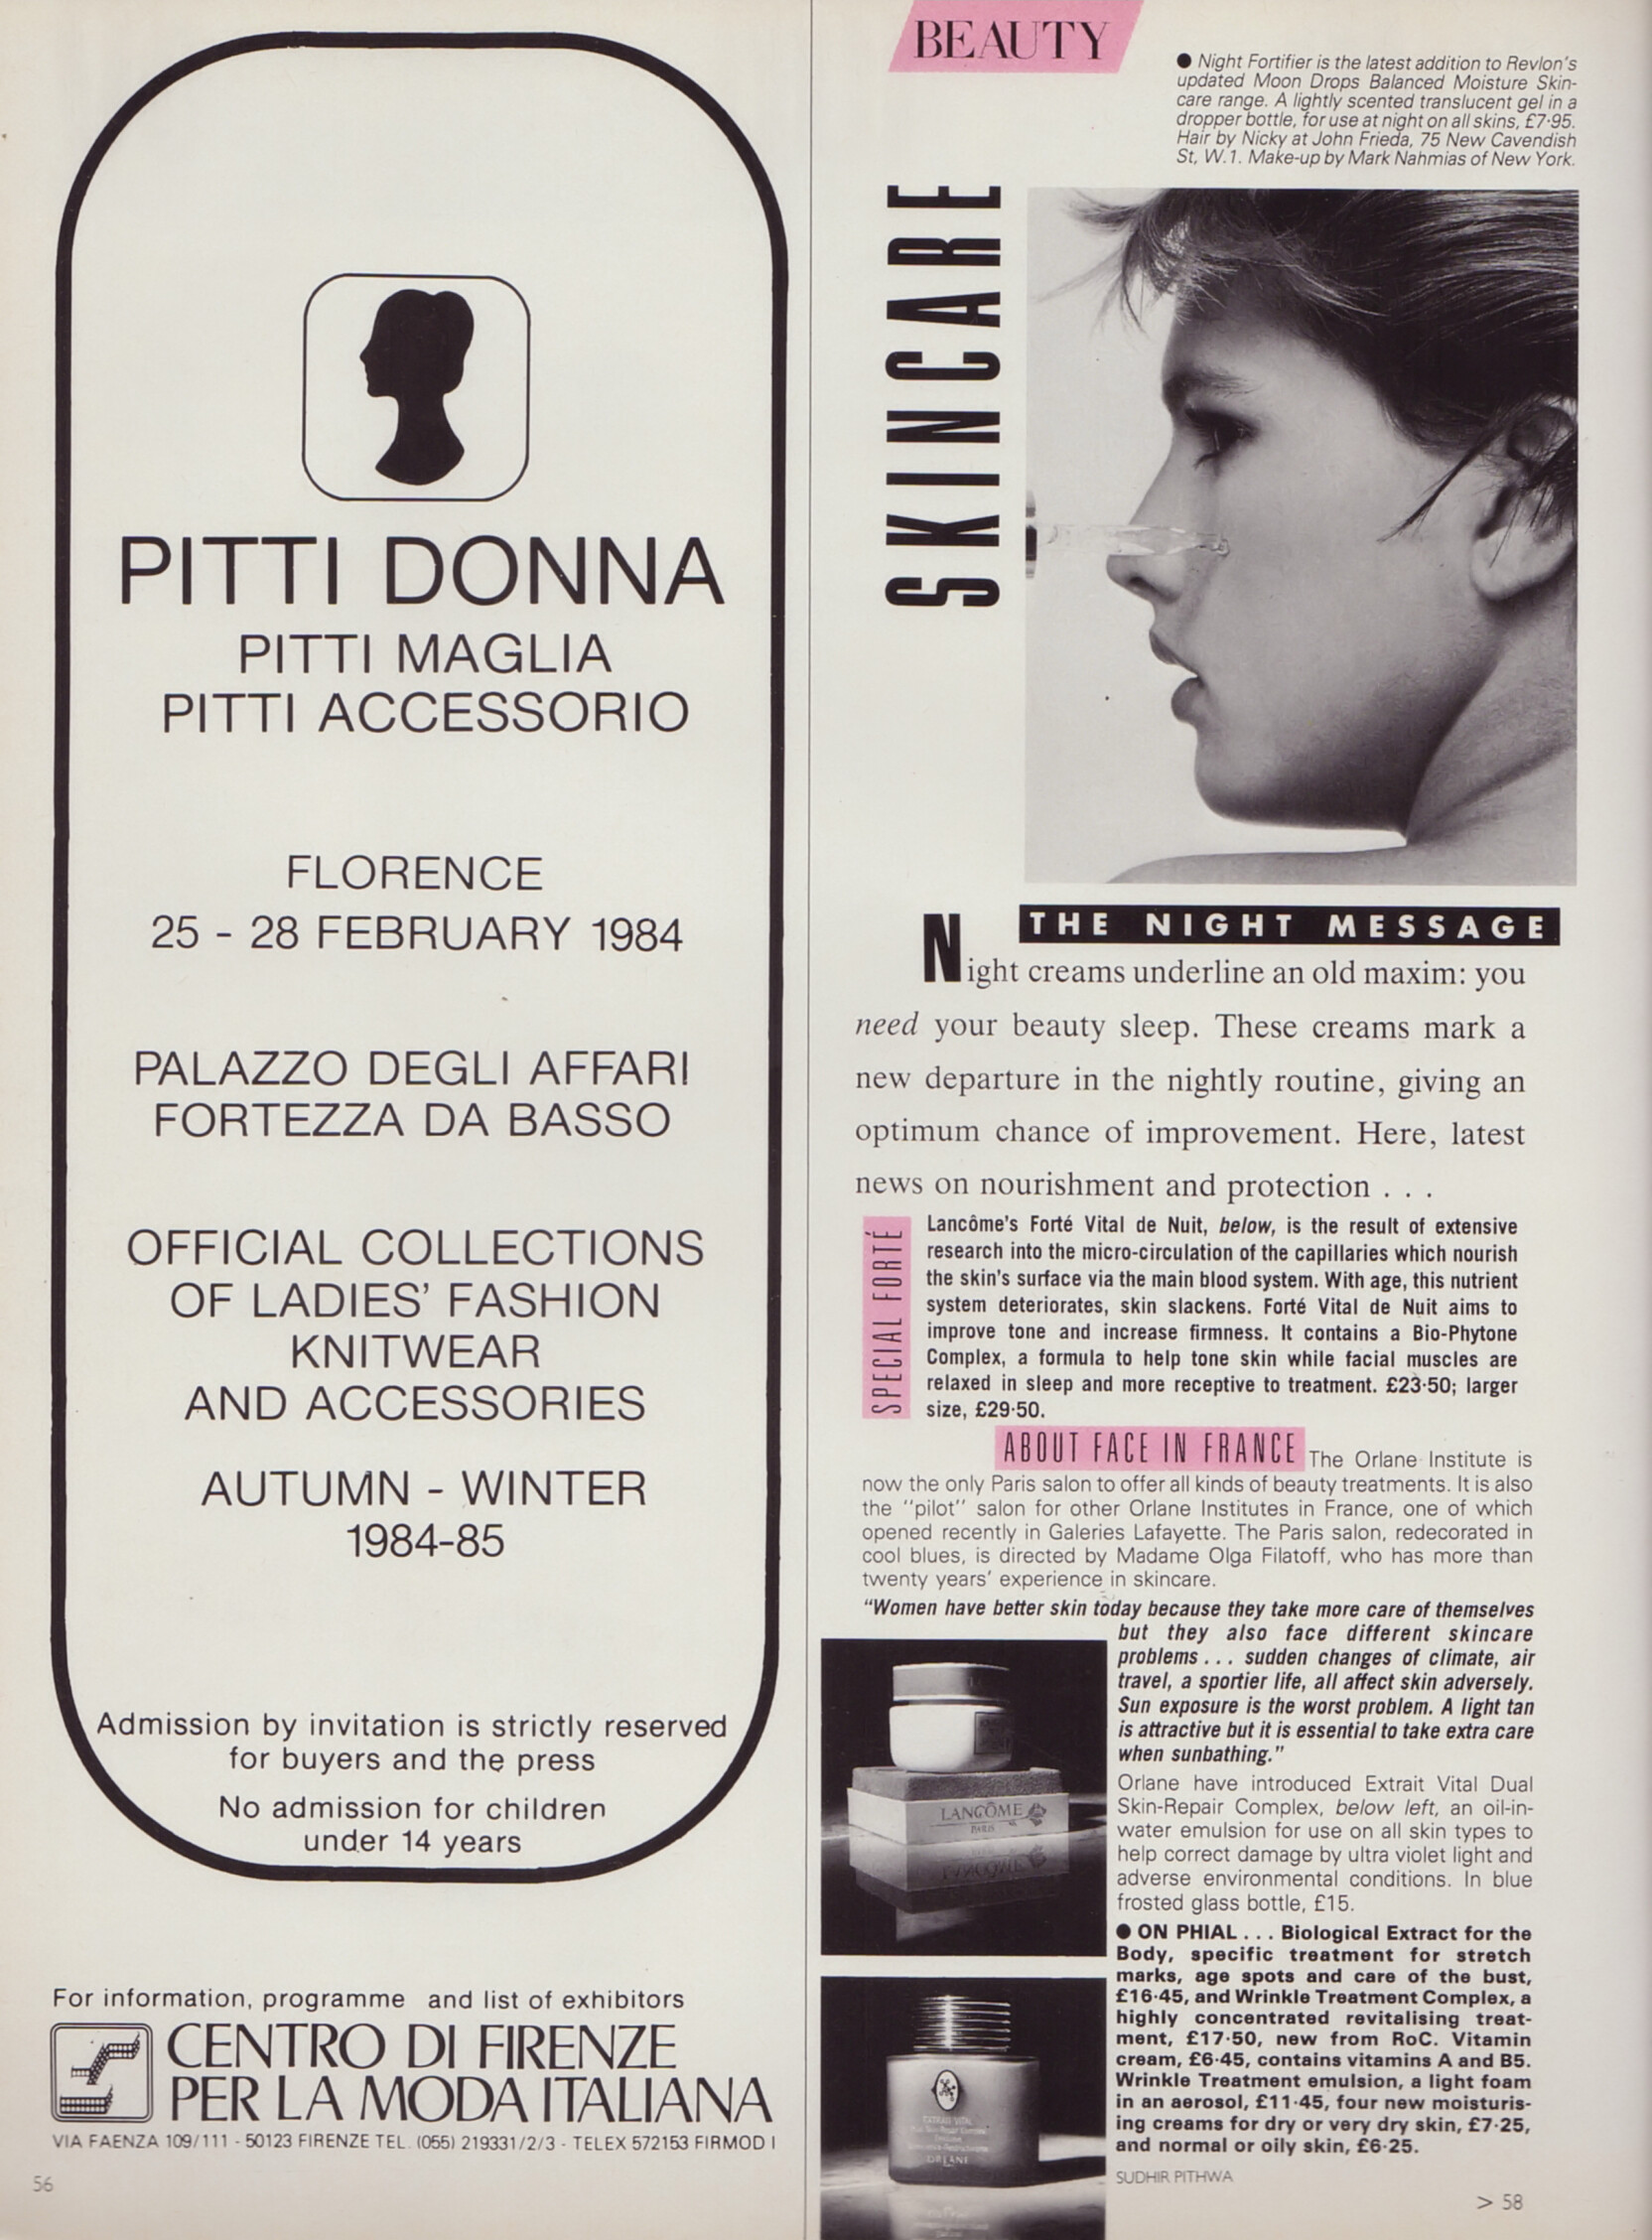 PITTI DONNA
PITTI MAGLIA
PITTI ACCESSORIO
FLORENCE
25 - 28 FEBRUARY 1984
PALAZZO DEGLI AFFARI
FORTEZZA DA BASSO
OFFICIAL COLLECTIONS
OF LADIES' FASHION
KNITWEAR
AND ACCESSORIES
AUTUMN - WINTER
1984-85
Admission by invitation is strictly reserved
for buyers and the press
No admission for children
under 14 years
For information, programme and list of exhibitors
CENTRO DI FIRENZE
PER LA MODA ITALIANA
VIA FAENZA 109/111 - 50123 FIRENZE TEL. (055) 219331/2/3 - TELEX 572153 FIRMOD I
56
BEAUTY
● Night Fortifier is the latest addition to Revlon's
updated Moon Drops Balanced Moisture Skin-
care range. A lightly scented translucent gel in a
dropper bottle, for use at night on all skins, £7·95.
Hair by Nicky at John Frieda, 75 New Cavendish
St, W.1. Make-up by Mark Nahmias of New York.
SKINCARE
THE NIGHT MESSAGE
Night creams underline an old maxim: you
need your beauty sleep. These creams mark a
new departure in the nightly routine, giving an
optimum chance of improvement. Here, latest
news on nourishment and protection . . .
SPECIAL FORTÉ
Lancôme's Forté Vital de Nuit, below, is the result of extensive
research into the micro-circulation of the capillaries which nourish
the skin's surface via the main blood system. With age, this nutrient
system deteriorates, skin slackens. Forté Vital de Nuit aims to
improve tone and increase firmness. It contains a Bio-Phytone
Complex, a formula to help tone skin while facial muscles are
relaxed in sleep and more receptive to treatment. £23·50; larger
size, £29·50.
ABOUT FACE IN FRANCE The Orlane Institute is
now the only Paris salon to offer all kinds of beauty treatments. It is also
the "pilot" salon for other Orlane Institutes in France, one of which
opened recently in Galeries Lafayette. The Paris salon, redecorated in
cool blues, is directed by Madame Olga Filatoff, who has more than
twenty years' experience in skincare.
"Women have better skin today because they take more care of themselves
but they also face different skincare
problems . . . sudden changes of climate, air
travel, a sportier life, all affect skin adversely.
Sun exposure is the worst problem. A light tan
is attractive but it is essential to take extra care
when sunbathing."
Orlane have introduced Extrait Vital Dual
Skin-Repair Complex, below left, an oil-in-
water emulsion for use on all skin types to
help correct damage by ultra violet light and
adverse environmental conditions. In blue
frosted glass bottle, £15.
● ON PHIAL . . . Biological Extract for the
Body, specific treatment for stretch
marks, age spots and care of the bust,
£16·45, and Wrinkle Treatment Complex, a
highly concentrated revitalising treat-
ment, £17·50, new from RoC. Vitamin
cream, £6·45, contains vitamins A and B5.
Wrinkle Treatment emulsion, a light foam
in an aerosol, £11·45, four new moisturis-
ing creams for dry or very dry skin, £7·25,
and normal or oily skin, £6·25.
SUDHIR PITHWA
> 58
LANCÔME
PARIS
EXTRAIT VITAL
ORLANE